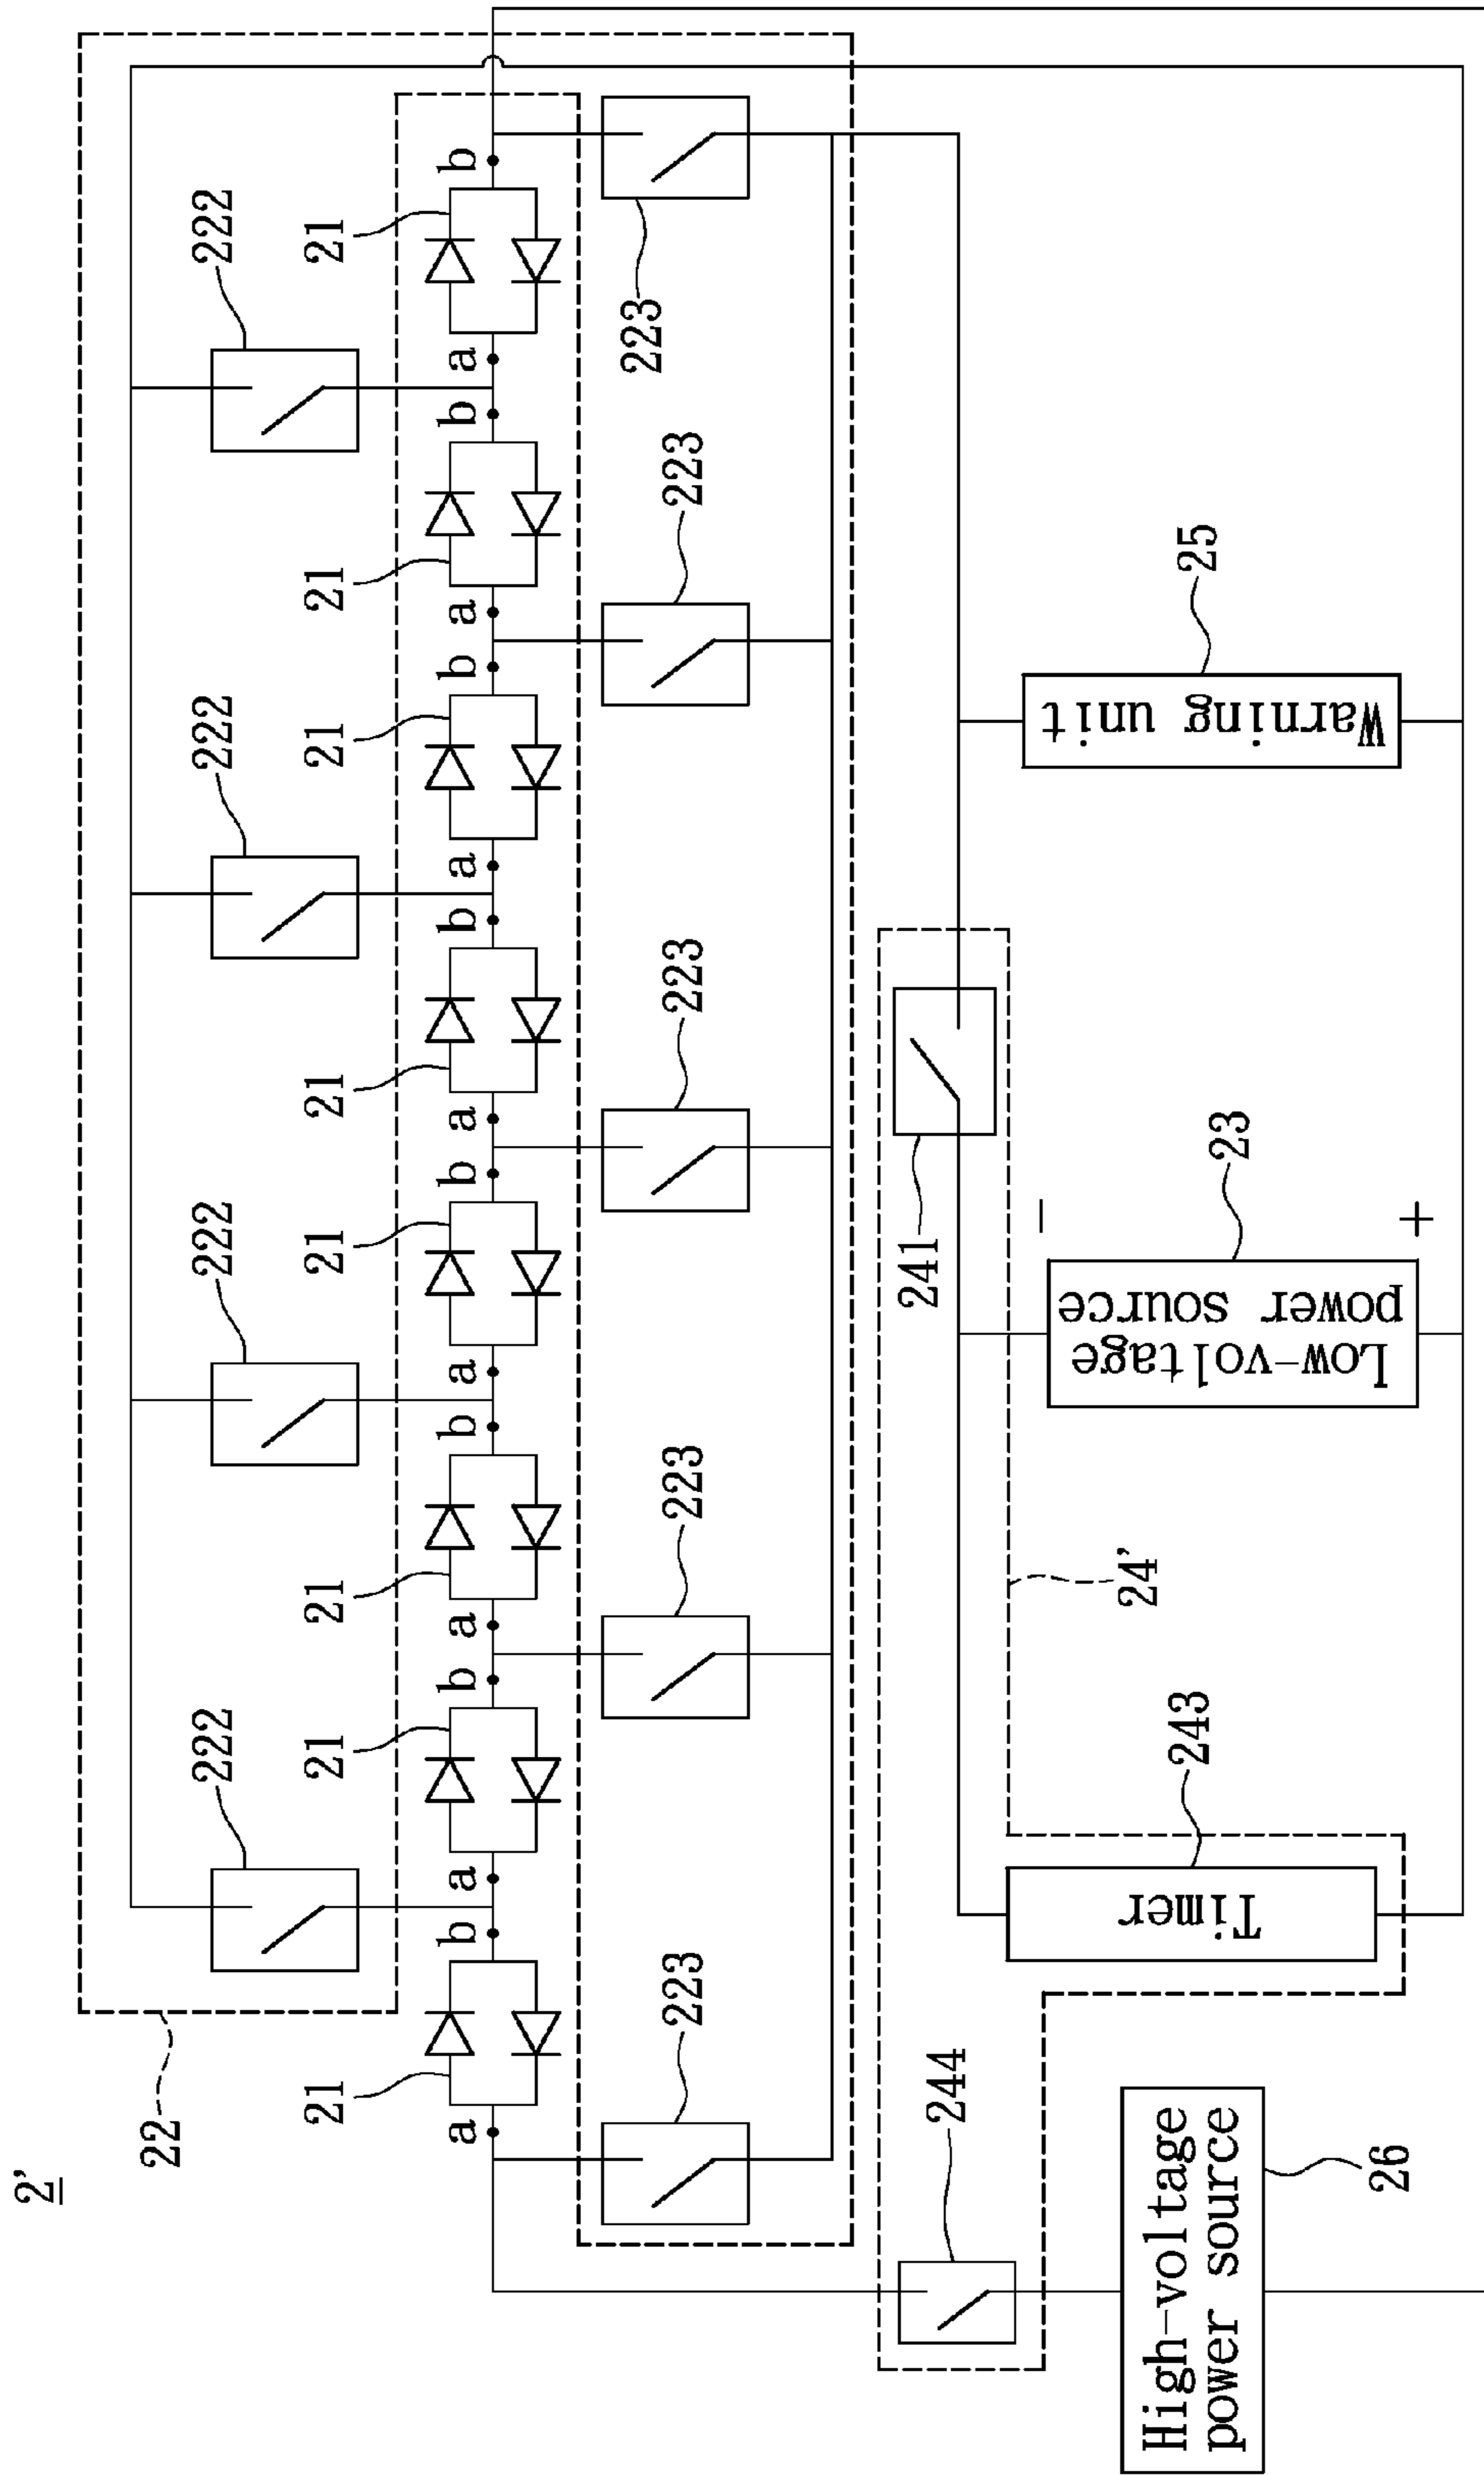 2'
22
222 222 222 222
21 21 21 21 21 21 21 21
a b a b a b a b a b a b a b a b
223 223 223 223 223
244
241
24'
243
23
25
−
Timer
Low-voltage
power source
Warning unit
+
High-voltage
power source
26